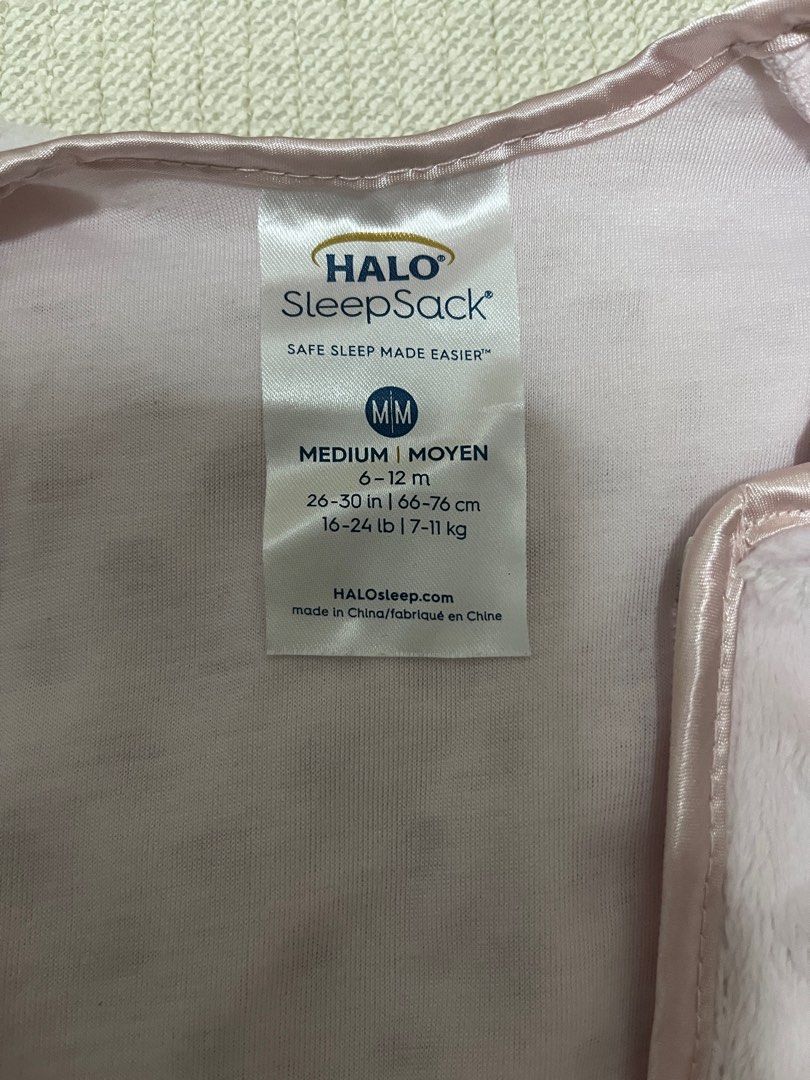 HALO®
SleepSack®
SAFE SLEEP MADE EASIER™
M|M
MEDIUM | MOYEN
6-12 m
26-30 in | 66-76 cm
16-24 lb | 7-11 kg
HALOsleep.com
made in China/fabriqué en Chine